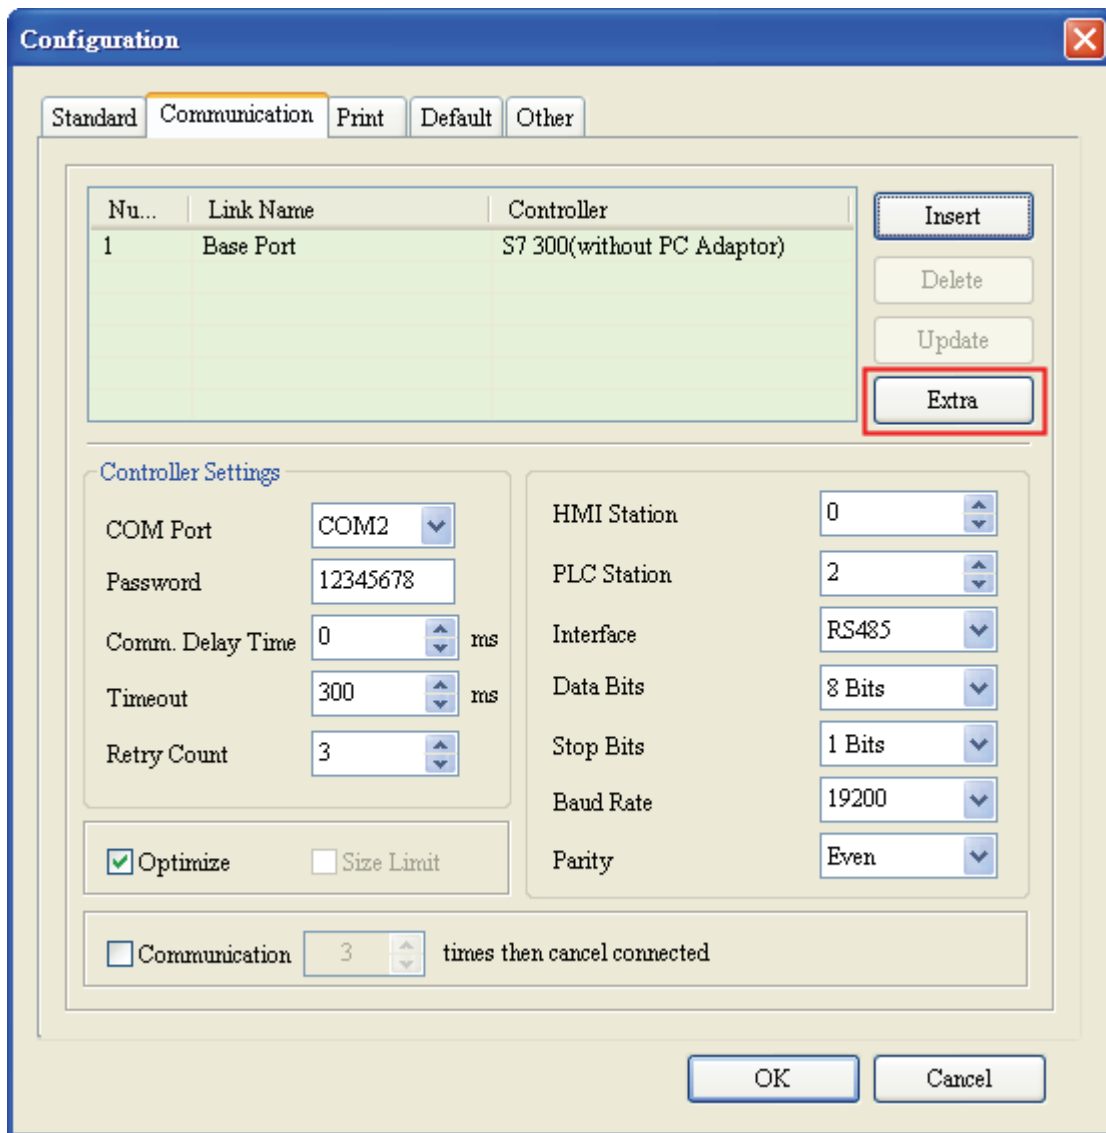 Configuration
Standard Communication Print Default Other
Nu... Link Name Controller
1 Base Port S7 300(without PC Adaptor)
Insert
Delete
Update
Extra
Controller Settings
COM Port COM2
Password 12345678
Comm. Delay Time 0 ms
Timeout 300 ms
Retry Count 3
HMI Station 0
PLC Station 2
Interface RS485
Data Bits 8 Bits
Stop Bits 1 Bits
Baud Rate 19200
Parity Even
Optimize Size Limit
Communication 3 times then cancel connected
OK Cancel